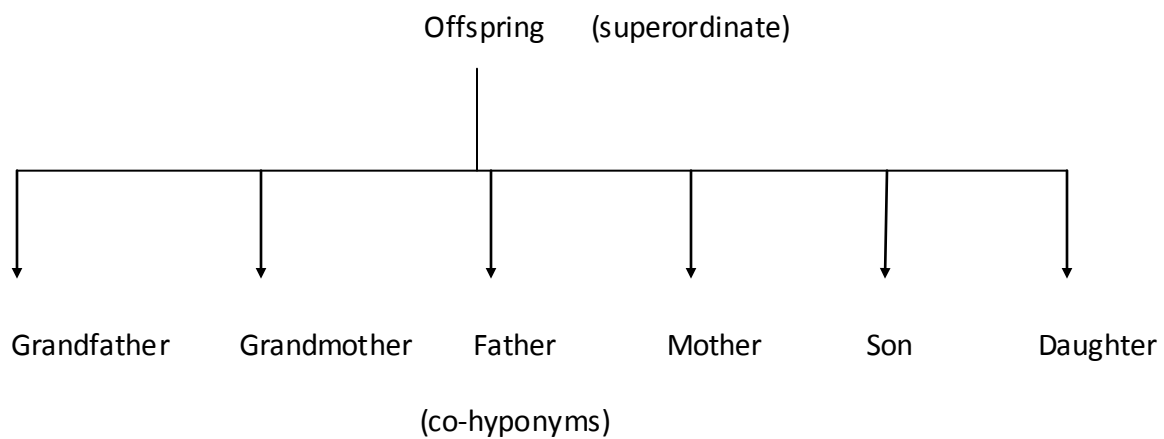 Offspring (superordinate)
Grandfather Grandmother Father Mother Son Daughter
(co-hyponyms)